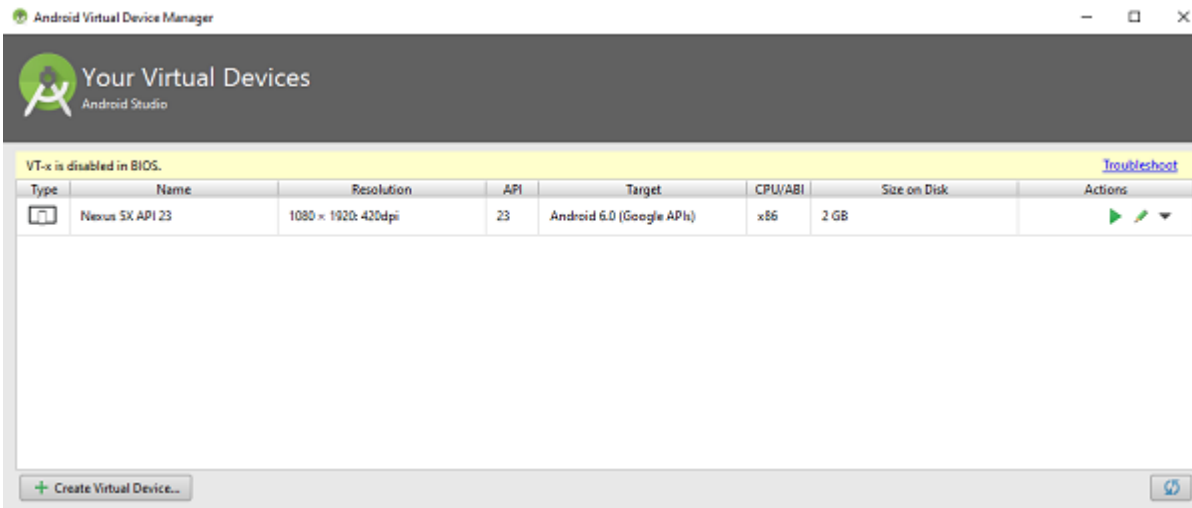 Android Virtual Device Manager
Your Virtual Devices
Android Studio
VT-x is disabled in BIOS. Troubleshoot
Type Name Resolution API Target CPU/ABI Size on Disk Actions
Nexus 5X API 23 1080 × 1920: 420dpi 23 Android 6.0 (Google APIs) x86 2 GB
+ Create Virtual Device...